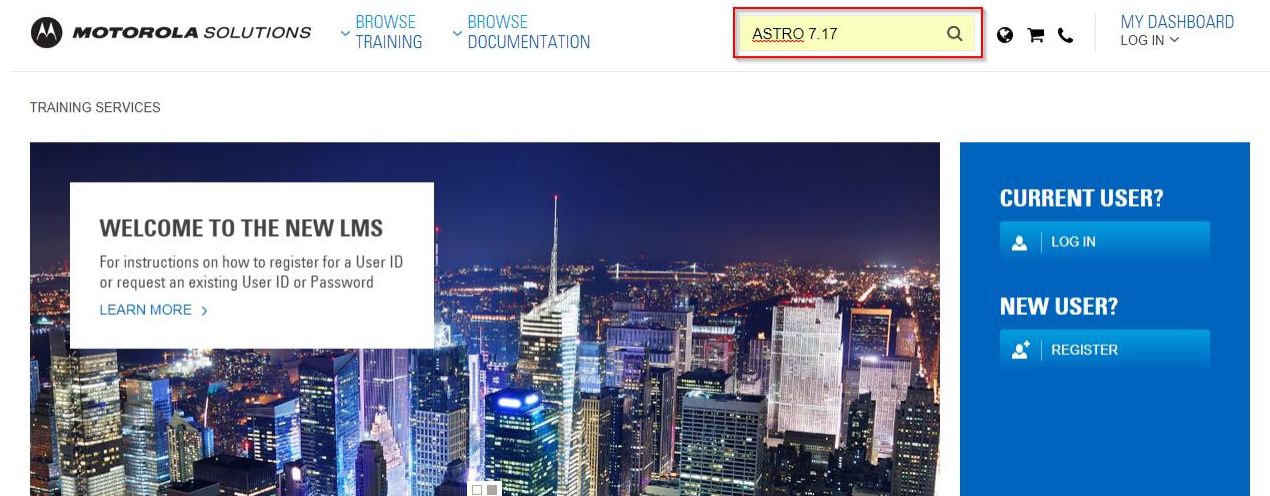 MOTOROLA SOLUTIONS
BROWSE
TRAINING
BROWSE
DOCUMENTATION
ASTRO 7.17
MY DASHBOARD
LOG IN
TRAINING SERVICES
WELCOME TO THE NEW LMS
For instructions on how to register for a User ID
or request an existing User ID or Password
LEARN MORE >
CURRENT USER?
LOG IN
NEW USER?
REGISTER